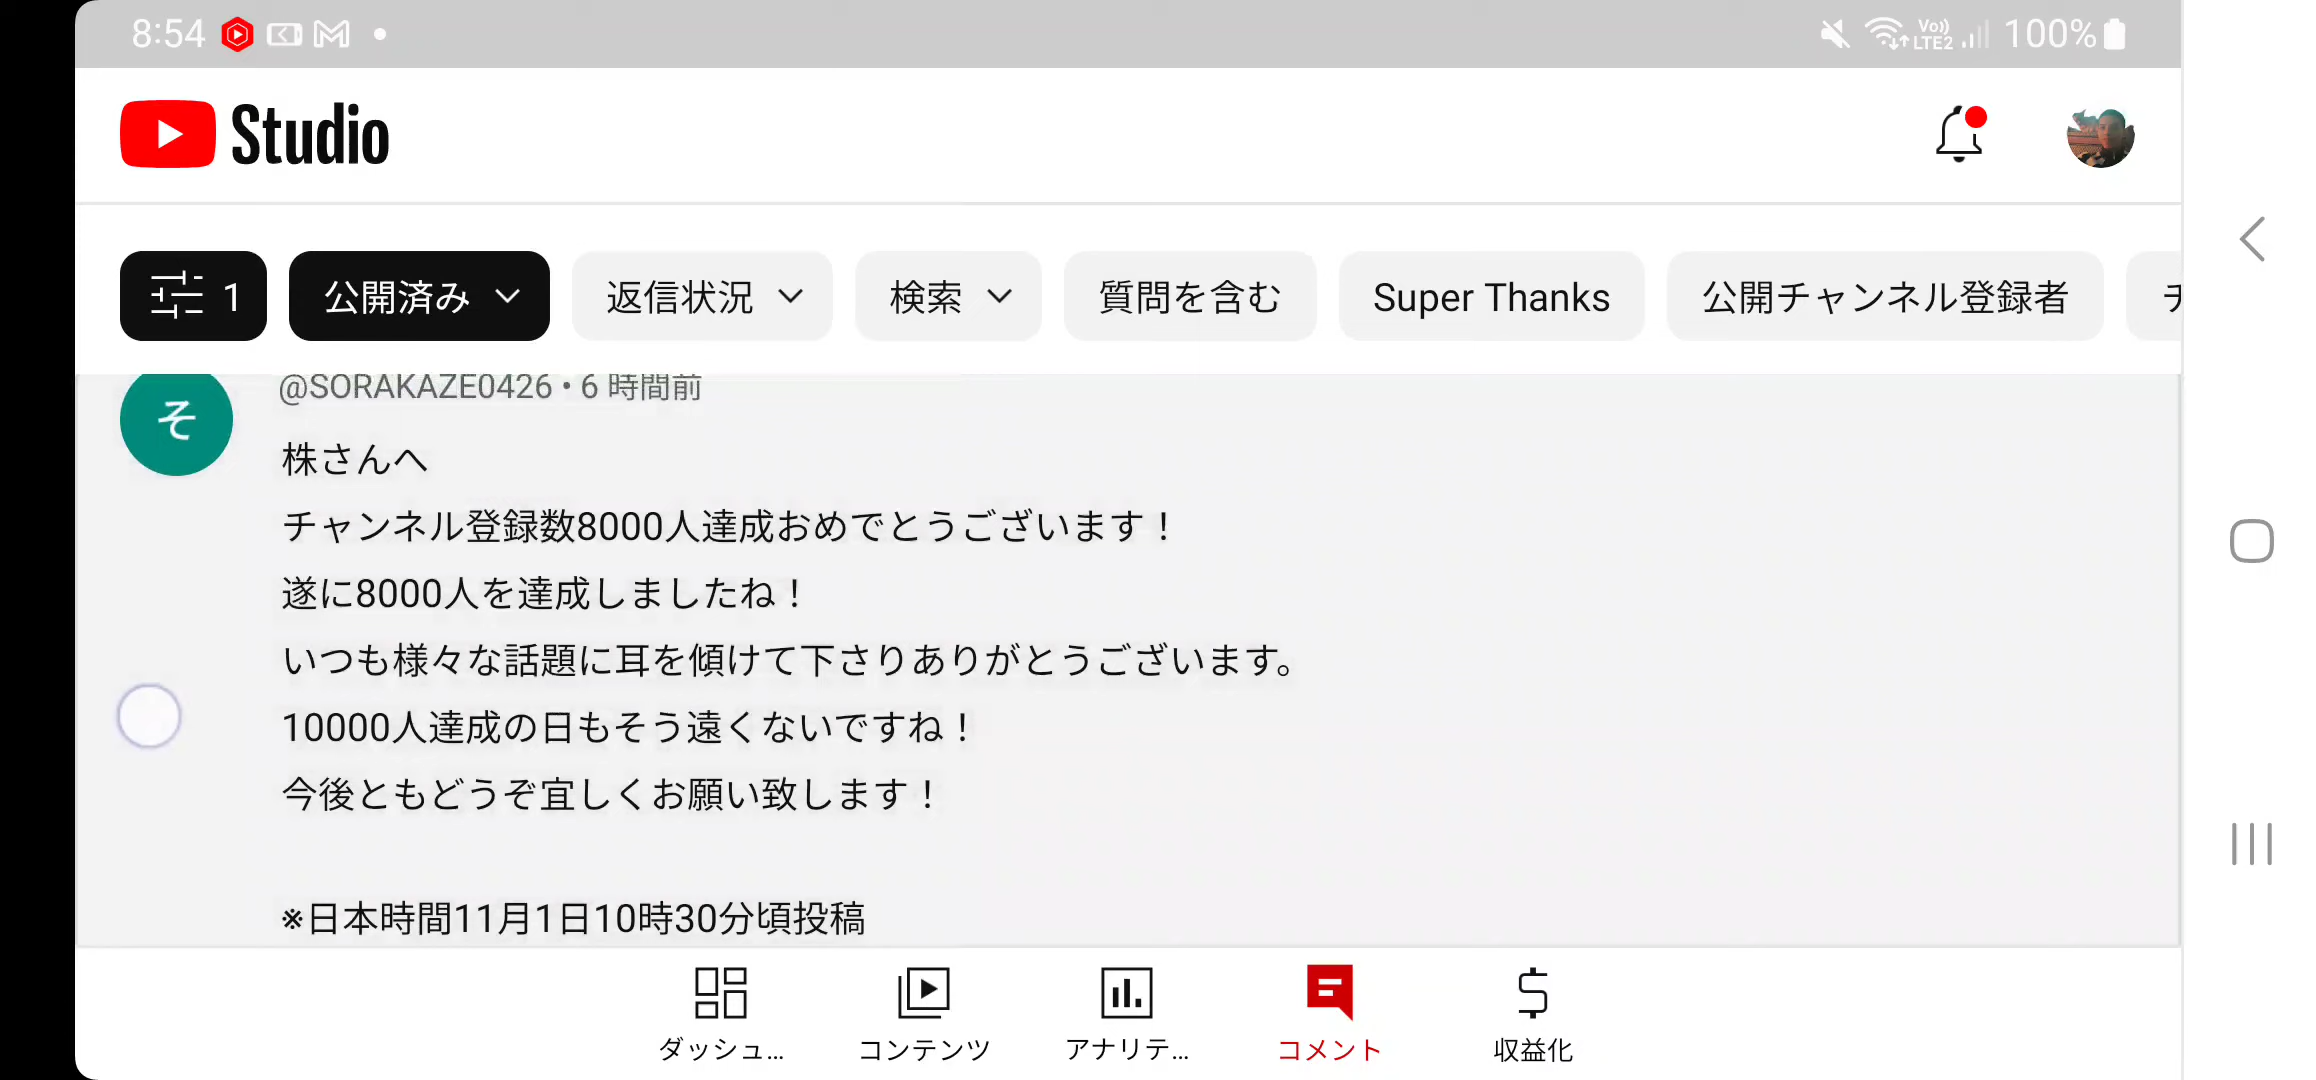 8:54
Vo)) LTE2 100%
Studio
1 公開済み 返信状況 検索 質問を含む Super Thanks 公開チャンネル登録者
そ @SORAKAZE0426 • 6 時間前
株さんへ
チャンネル登録数8000人達成おめでとうございます！
遂に8000人を達成しましたね！
いつも様々な話題に耳を傾けて下さりありがとうございます。
10000人達成の日もそう遠くないですね！
今後ともどうぞ宜しくお願い致します！
※日本時間11月1日10時30分頃投稿
ダッシュ... コンテンツ アナリテ... コメント 収益化